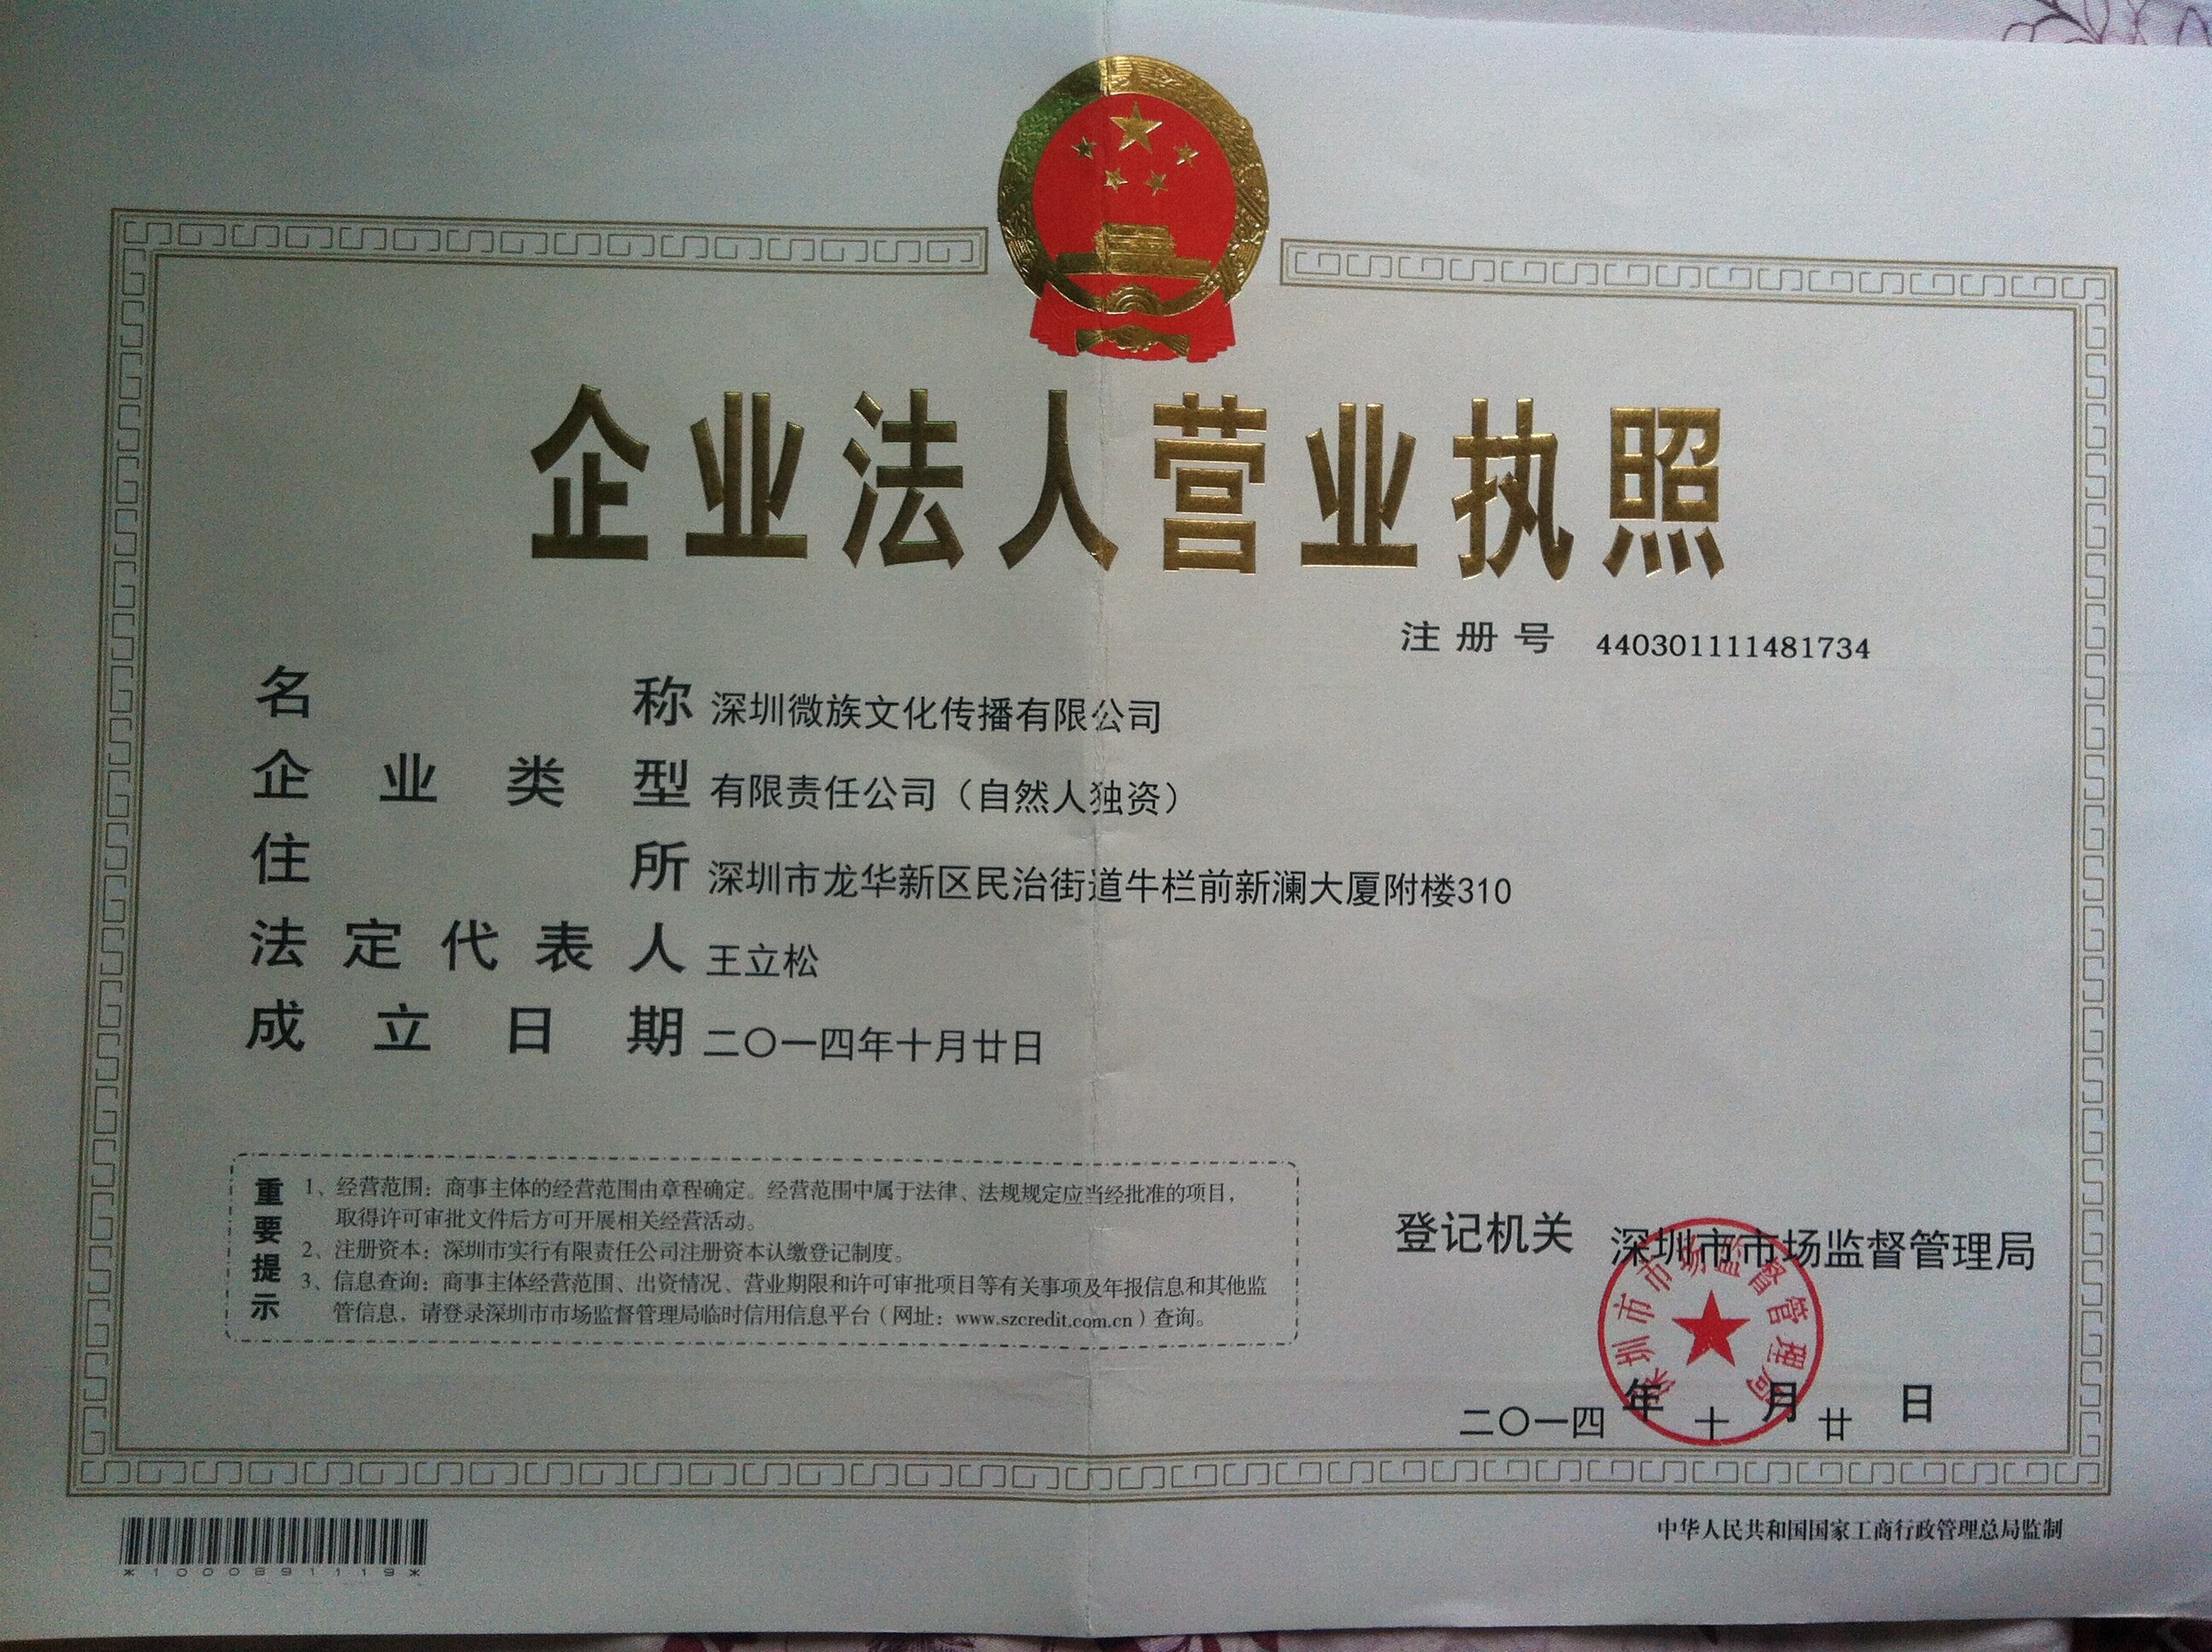 企业法人营业执照
注册号 440301111481734
名称 深圳微族文化传播有限公司
企业类型 有限责任公司（自然人独资）
住所 深圳市龙华新区民治街道牛栏前新澜大厦附楼310
法定代表人 王立松
成立日期 二〇一四年十月廿日
重要提示
1、经营范围：商事主体的经营范围由章程确定。经营范围中属于法律、法规规定应当经批准的项目，
取得许可审批文件后方可开展相关经营活动。
2、注册资本：深圳市实行有限责任公司注册资本认缴登记制度。
3、信息查询：商事主体经营范围、出资情况、营业期限和许可审批项目等有关事项及年报信息和其他监
管信息，请登录深圳市市场监督管理局临时信用信息平台（网址：www.szcredit.com.cn）查询。
登记机关 深圳市市场监督管理局
深圳市市场监督管理局
二〇一四年十月廿日
*1000891119*
中华人民共和国国家工商行政管理总局监制